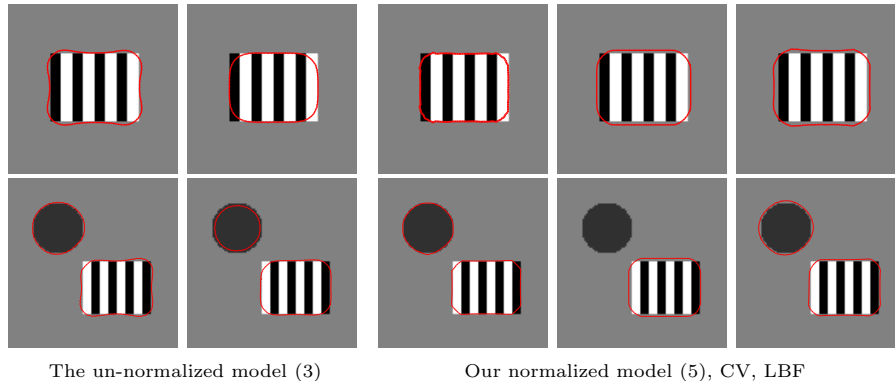 The un-normalized model (3)
Our normalized model (5), CV, LBF